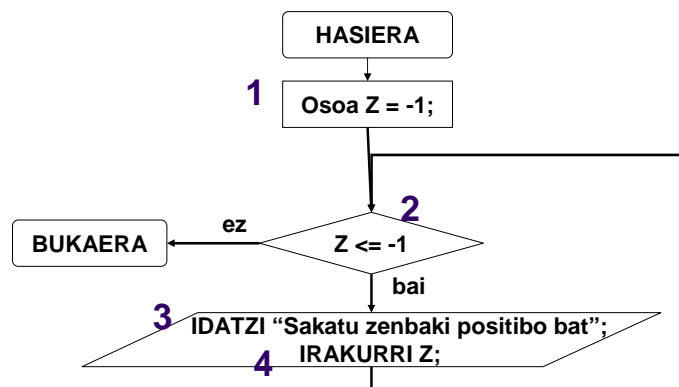 HASIERA
1
Osoa Z = -1;
2
ez
BUKAERA
Z <= -1
bai
3
IDATZI “Sakatu zenbaki positibo bat”;
IRAKURRI Z;
4